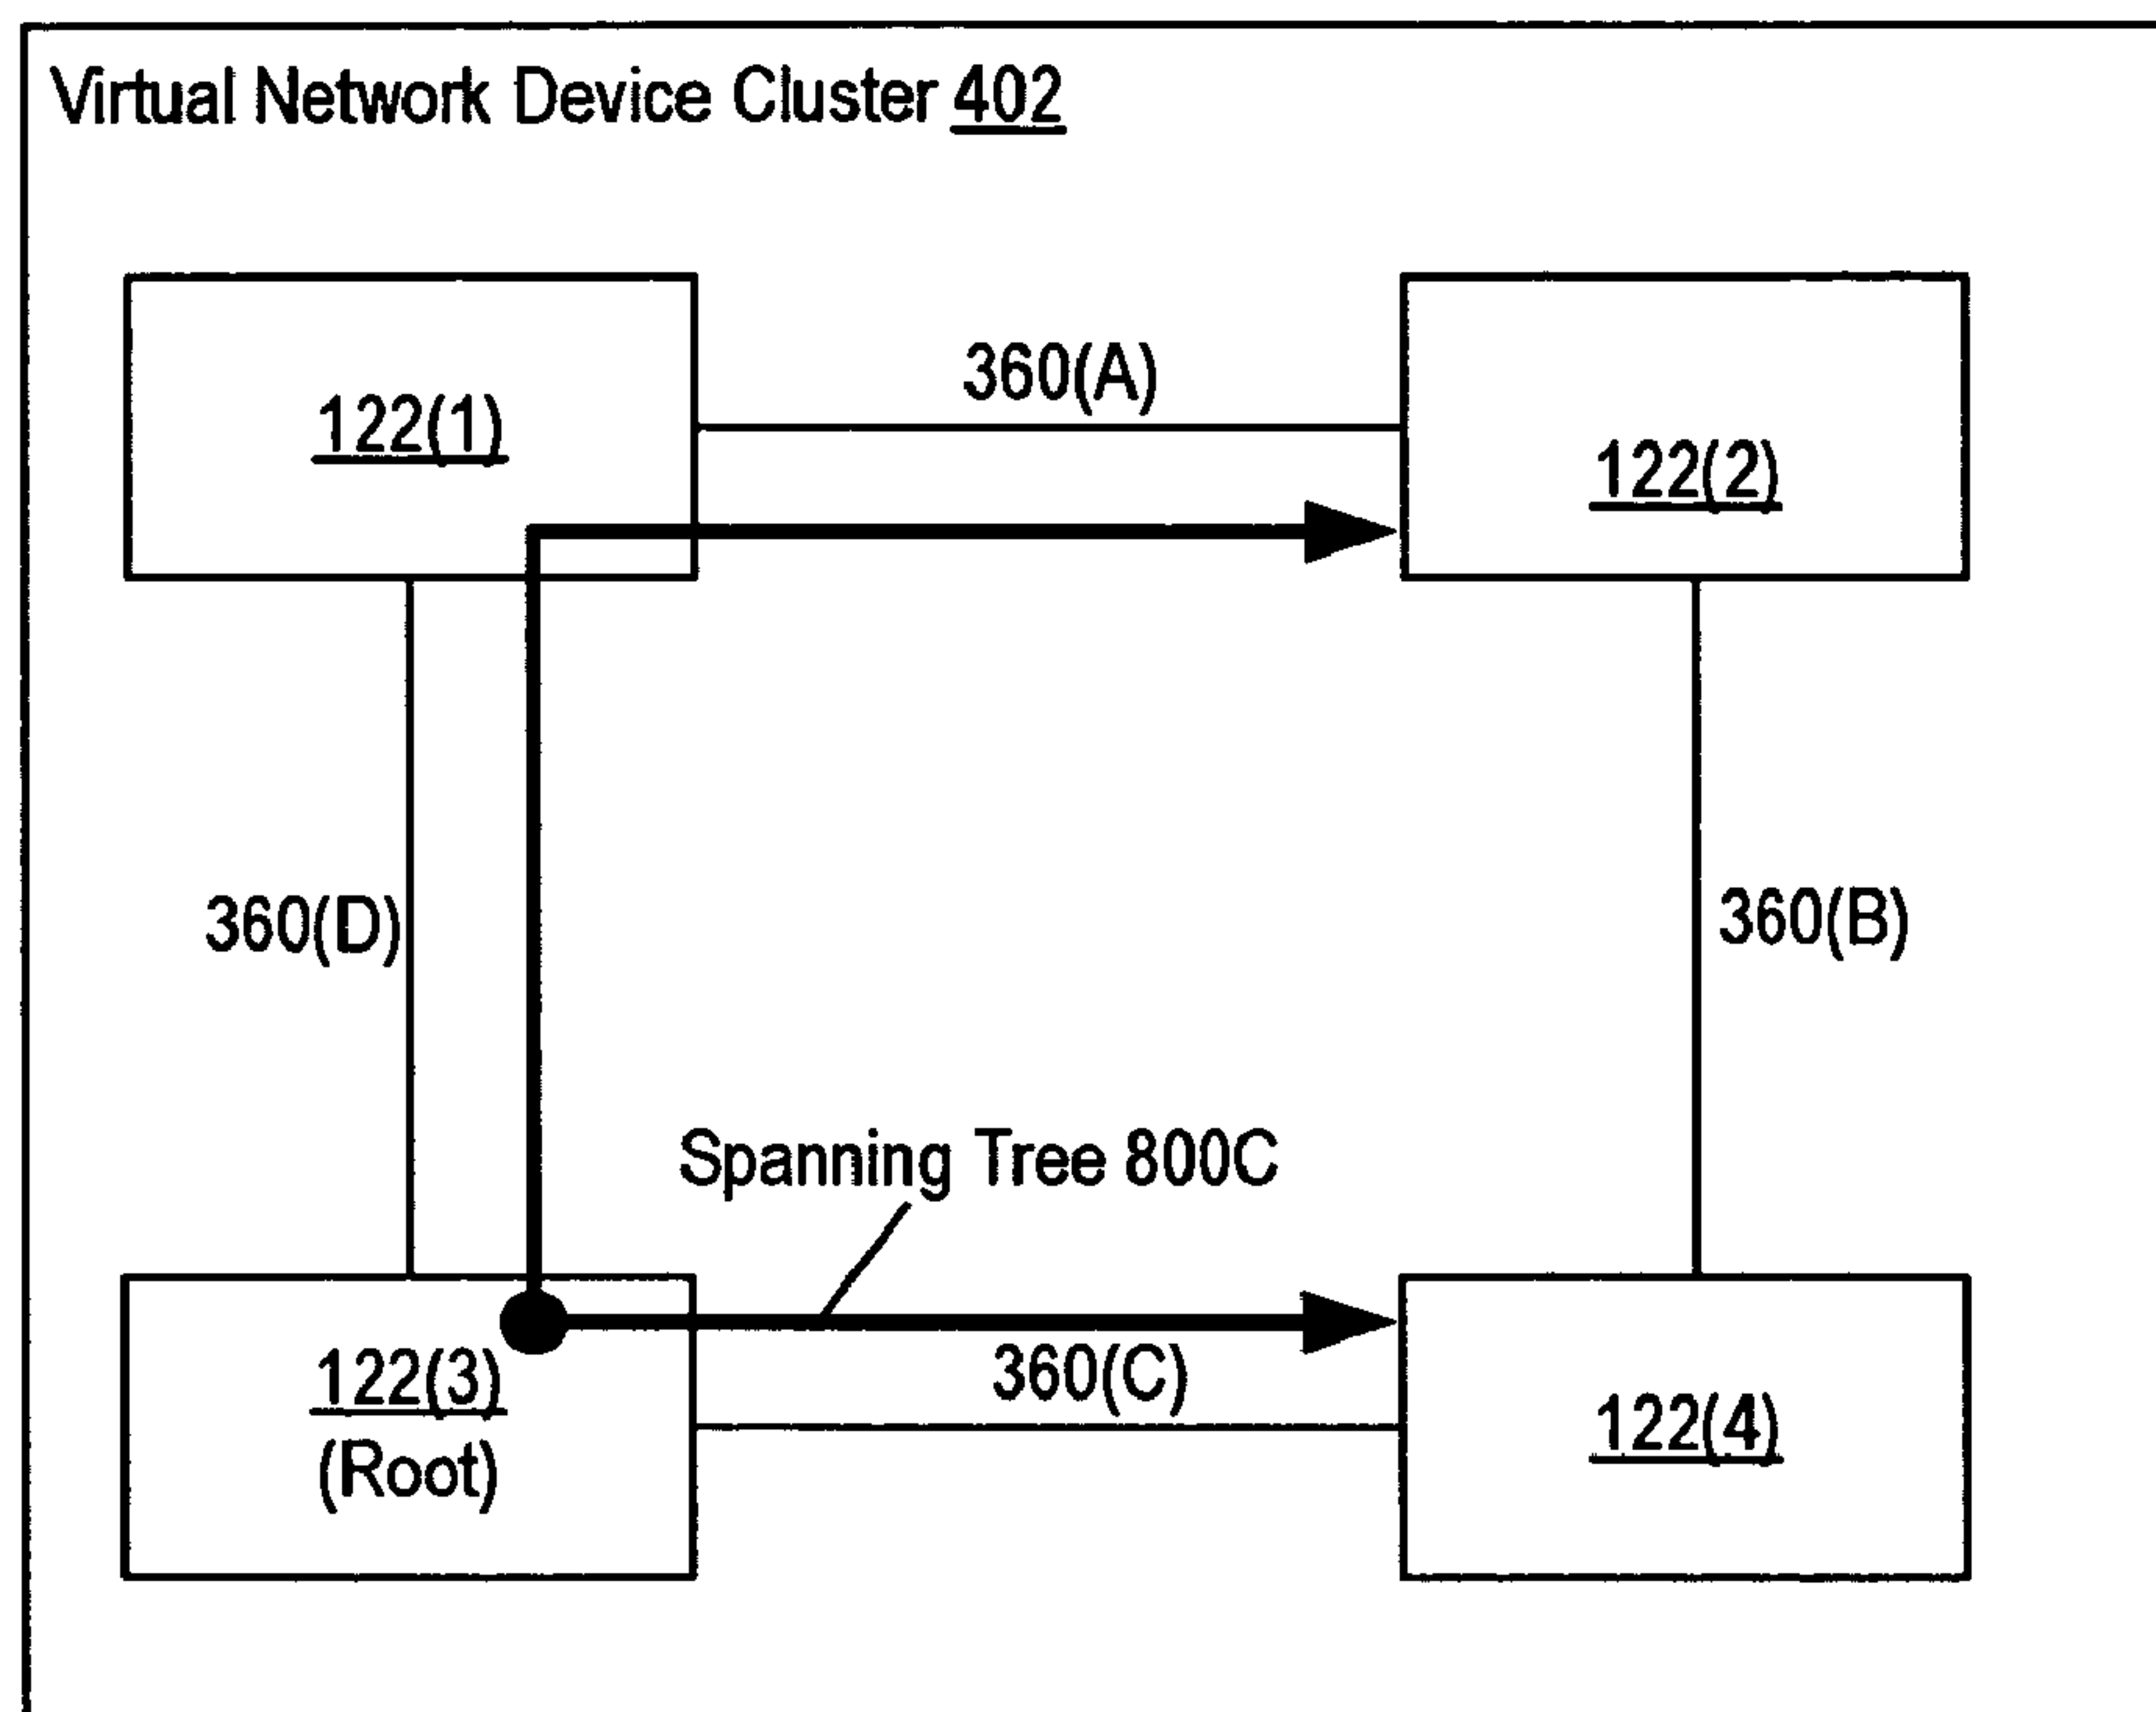 Virtual Network Device Cluster 402
360(A)
122(1)
122(2)
360(D)
360(B)
Spanning Tree 800C
122(3)
(Root)
360(C)
122(4)